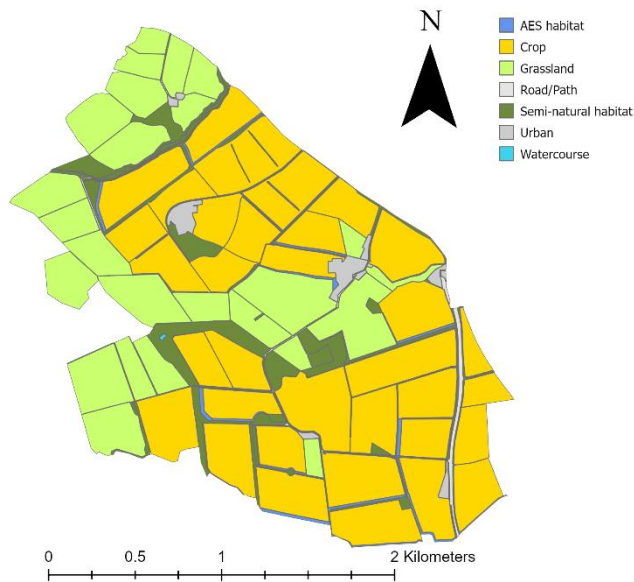 N
AES habitat
Crop
Grassland
Road/Path
Semi-natural habitat
Urban
Watercourse
0 0.5 1 2 Kilometers